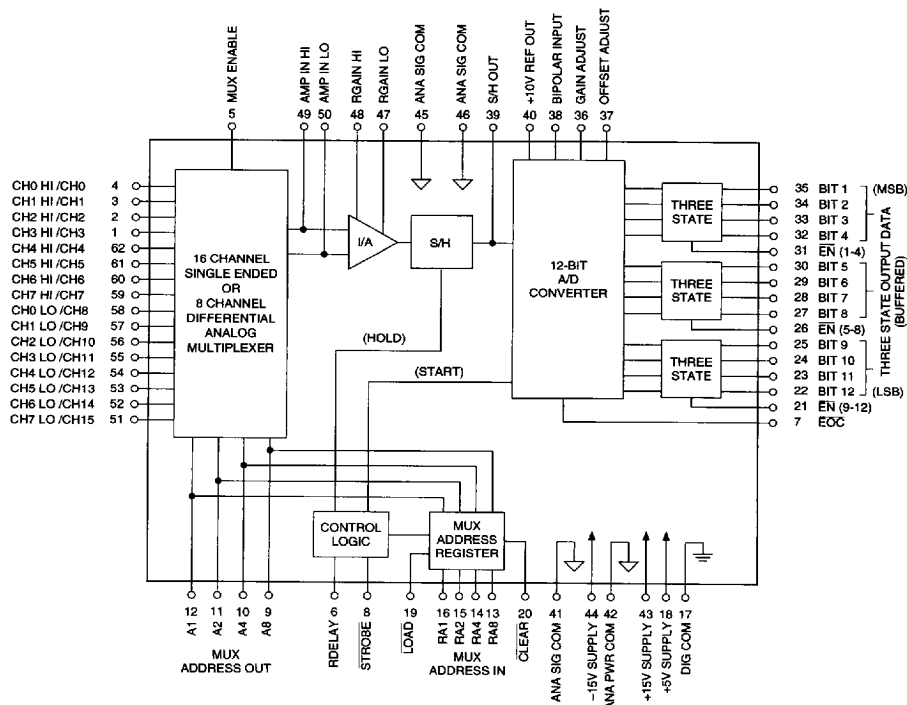 MUX ENABLE
5
AMP IN HI
49
AMP IN LO
50
RGAIN HI
48
RGAIN LO
47
ANA SIG COM
45
ANA SIG COM
46
S/H OUT
39
+10V REF OUT
40
BIPOLAR INPUT
38
GAIN ADJUST
36
OFFSET ADJUST
37
CH0 HI /CH0 4
CH1 HI /CH1 3
CH2 HI /CH2 2
CH3 HI /CH3 1
CH4 HI /CH4 62
CH5 HI /CH5 61
CH6 HI /CH6 60
CH7 HI /CH7 59
CH0 LO /CH8 58
CH1 LO /CH9 57
CH2 LO /CH10 56
CH3 LO /CH11 55
CH4 LO /CH12 54
CH5 LO /CH13 53
CH6 LO /CH14 52
CH7 LO /CH15 51
16 CHANNEL
SINGLE ENDED
OR
8 CHANNEL
DIFFERENTIAL
ANALOG
MULTIPLEXER
I/A
S/H
(HOLD)
(START)
12-BIT
A/D
CONVERTER
THREE
STATE
THREE
STATE
THREE
STATE
35 BIT 1 (MSB)
34 BIT 2
33 BIT 3
32 BIT 4
31 E̅N̅ (1-4)
30 BIT 5
29 BIT 6
28 BIT 7
27 BIT 8
26 E̅N̅ (5-8)
25 BIT 9
24 BIT 10
23 BIT 11
22 BIT 12 (LSB)
21 E̅N̅ (9-12)
7 E̅O̅C̅
THREE STATE OUTPUT DATA
(BUFFERED)
CONTROL
LOGIC
MUX
ADDRESS
REGISTER
12
A1
11
A2
10
A4
9
A8
MUX
ADDRESS OUT
6
RDELAY
8
S̅T̅R̅O̅B̅E̅
19
L̅O̅A̅D̅
16
RA1
15
RA2
14
RA4
13
RA8
MUX
ADDRESS IN
20
C̅L̅E̅A̅R̅
41
ANA SIG COM
44
-15V SUPPLY
42
ANA PWR COM
43
+15V SUPPLY
18
+5V SUPPLY
17
DIG COM